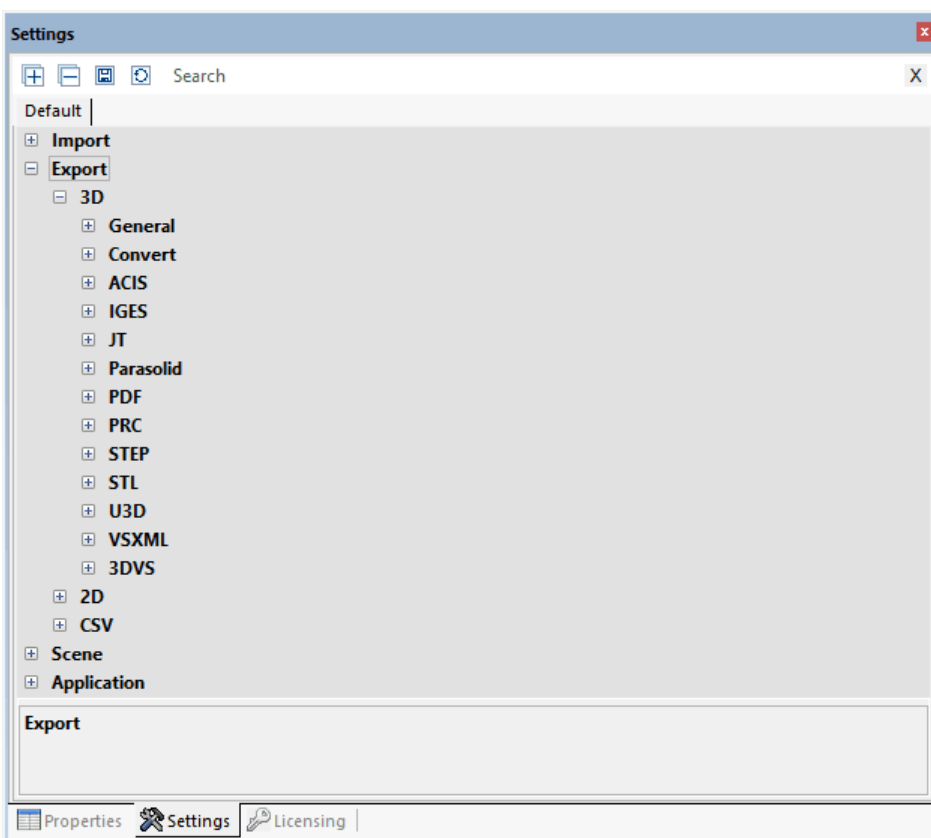 Settings
Search X
Default
Import
Export
3D
General
Convert
ACIS
IGES
JT
Parasolid
PDF
PRC
STEP
STL
U3D
VSXML
3DVS
2D
CSV
Scene
Application
Export
Properties Settings Licensing